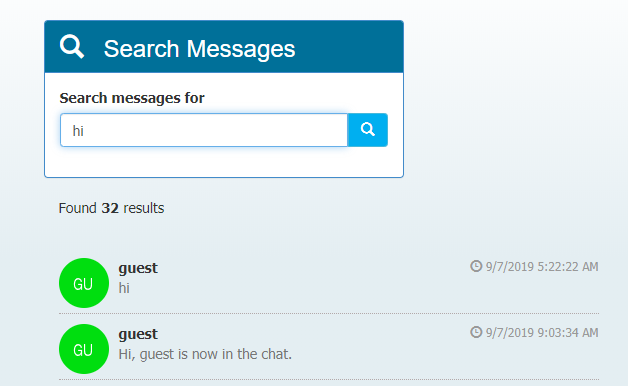 Search Messages
Search messages for
hi
Found 32 results
GU
guest
9/7/2019 5:22:22 AM
hi
GU
guest
9/7/2019 9:03:34 AM
Hi, guest is now in the chat.